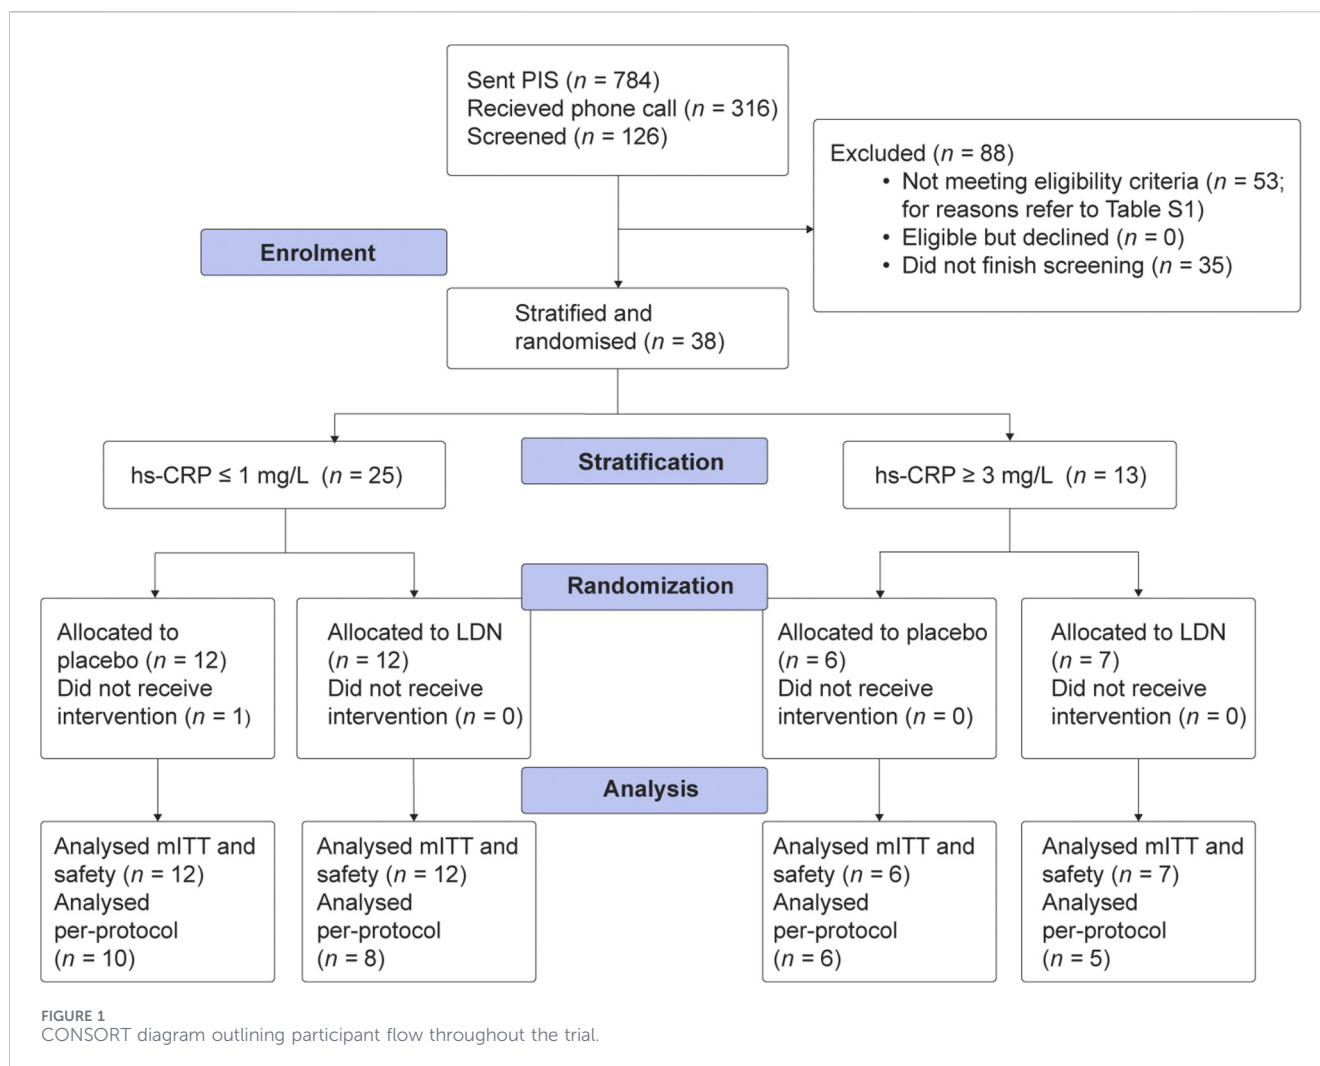 Sent PIS (n = 784)
Recieved phone call (n = 316)
Screened (n = 126)
Excluded (n = 88)
• Not meeting eligibility criteria (n = 53;
for reasons refer to Table S1)
• Eligible but declined (n = 0)
• Did not finish screening (n = 35)
Enrolment
Stratified and
randomised (n = 38)
hs-CRP ≤ 1 mg/L (n = 25)
Stratification
hs-CRP ≥ 3 mg/L (n = 13)
Randomization
Allocated to
placebo (n = 12)
Did not receive
intervention (n = 1)
Allocated to LDN
(n = 12)
Did not receive
intervention (n = 0)
Allocated to placebo
(n = 6)
Did not receive
intervention (n = 0)
Allocated to LDN
(n = 7)
Did not receive
intervention (n = 0)
Analysis
Analysed mITT and
safety (n = 12)
Analysed
per-protocol
(n = 10)
Analysed mITT and
safety (n = 12)
Analysed
per-protocol
(n = 8)
Analysed mITT and
safety (n = 6)
Analysed
per-protocol
(n = 6)
Analysed mITT and
safety (n = 7)
Analysed
per-protocol
(n = 5)
FIGURE 1
CONSORT diagram outlining participant flow throughout the trial.